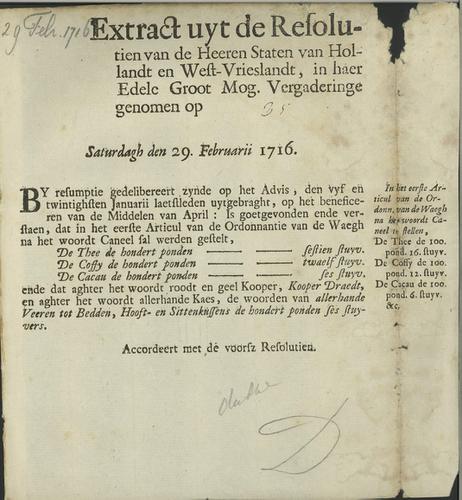 29 Febr. 1716
Extract uyt de Resolu-
tien van de Heeren Staten van Hol-
landt en West-Vrieslandt, in haer
Edele Groot Mog. Vergaderinge
genomen op
Saturdagh den 29. Februarii 1716.
BY resumptie gedelibereert zynde op het Advis, den vyf en
twintighsten Januarii laetstleden uytgebraght, op het benefice-
ren van de Middelen van April: Is goetgevonden ende ver-
staen, dat in het eerste Articul van de Ordonnantie van de Waegh
na het woordt Caneel sal werden gestelt,
De Thee de hondert ponden —— —— sestien stuyv.
De Coffy de hondert ponden —— —— twaelf stuyv.
De Cacau de hondert ponden —— —— ses stuyv.
ende dat aghter het woordt roodt en geel Kooper, Kooper Draedt,
en aghter het woordt allerhande Kaes, de woorden van allerhande
Veeren tot Bedden, Hooft- en Sittenkussens de hondert ponden ses stuy-
vers.
Accordeert met de voorsz Resolutien.
In het eerste Ar-
ticul van de Or-
donn. van de Waegh
na het woordt Ca-
neel te stellen,
De Thee de 100.
pond. 16. stuyv.
De Coffy de 100.
pond. 12. stuyv.
De Cacau de 100.
pond. 6. stuyv.
&c.
D